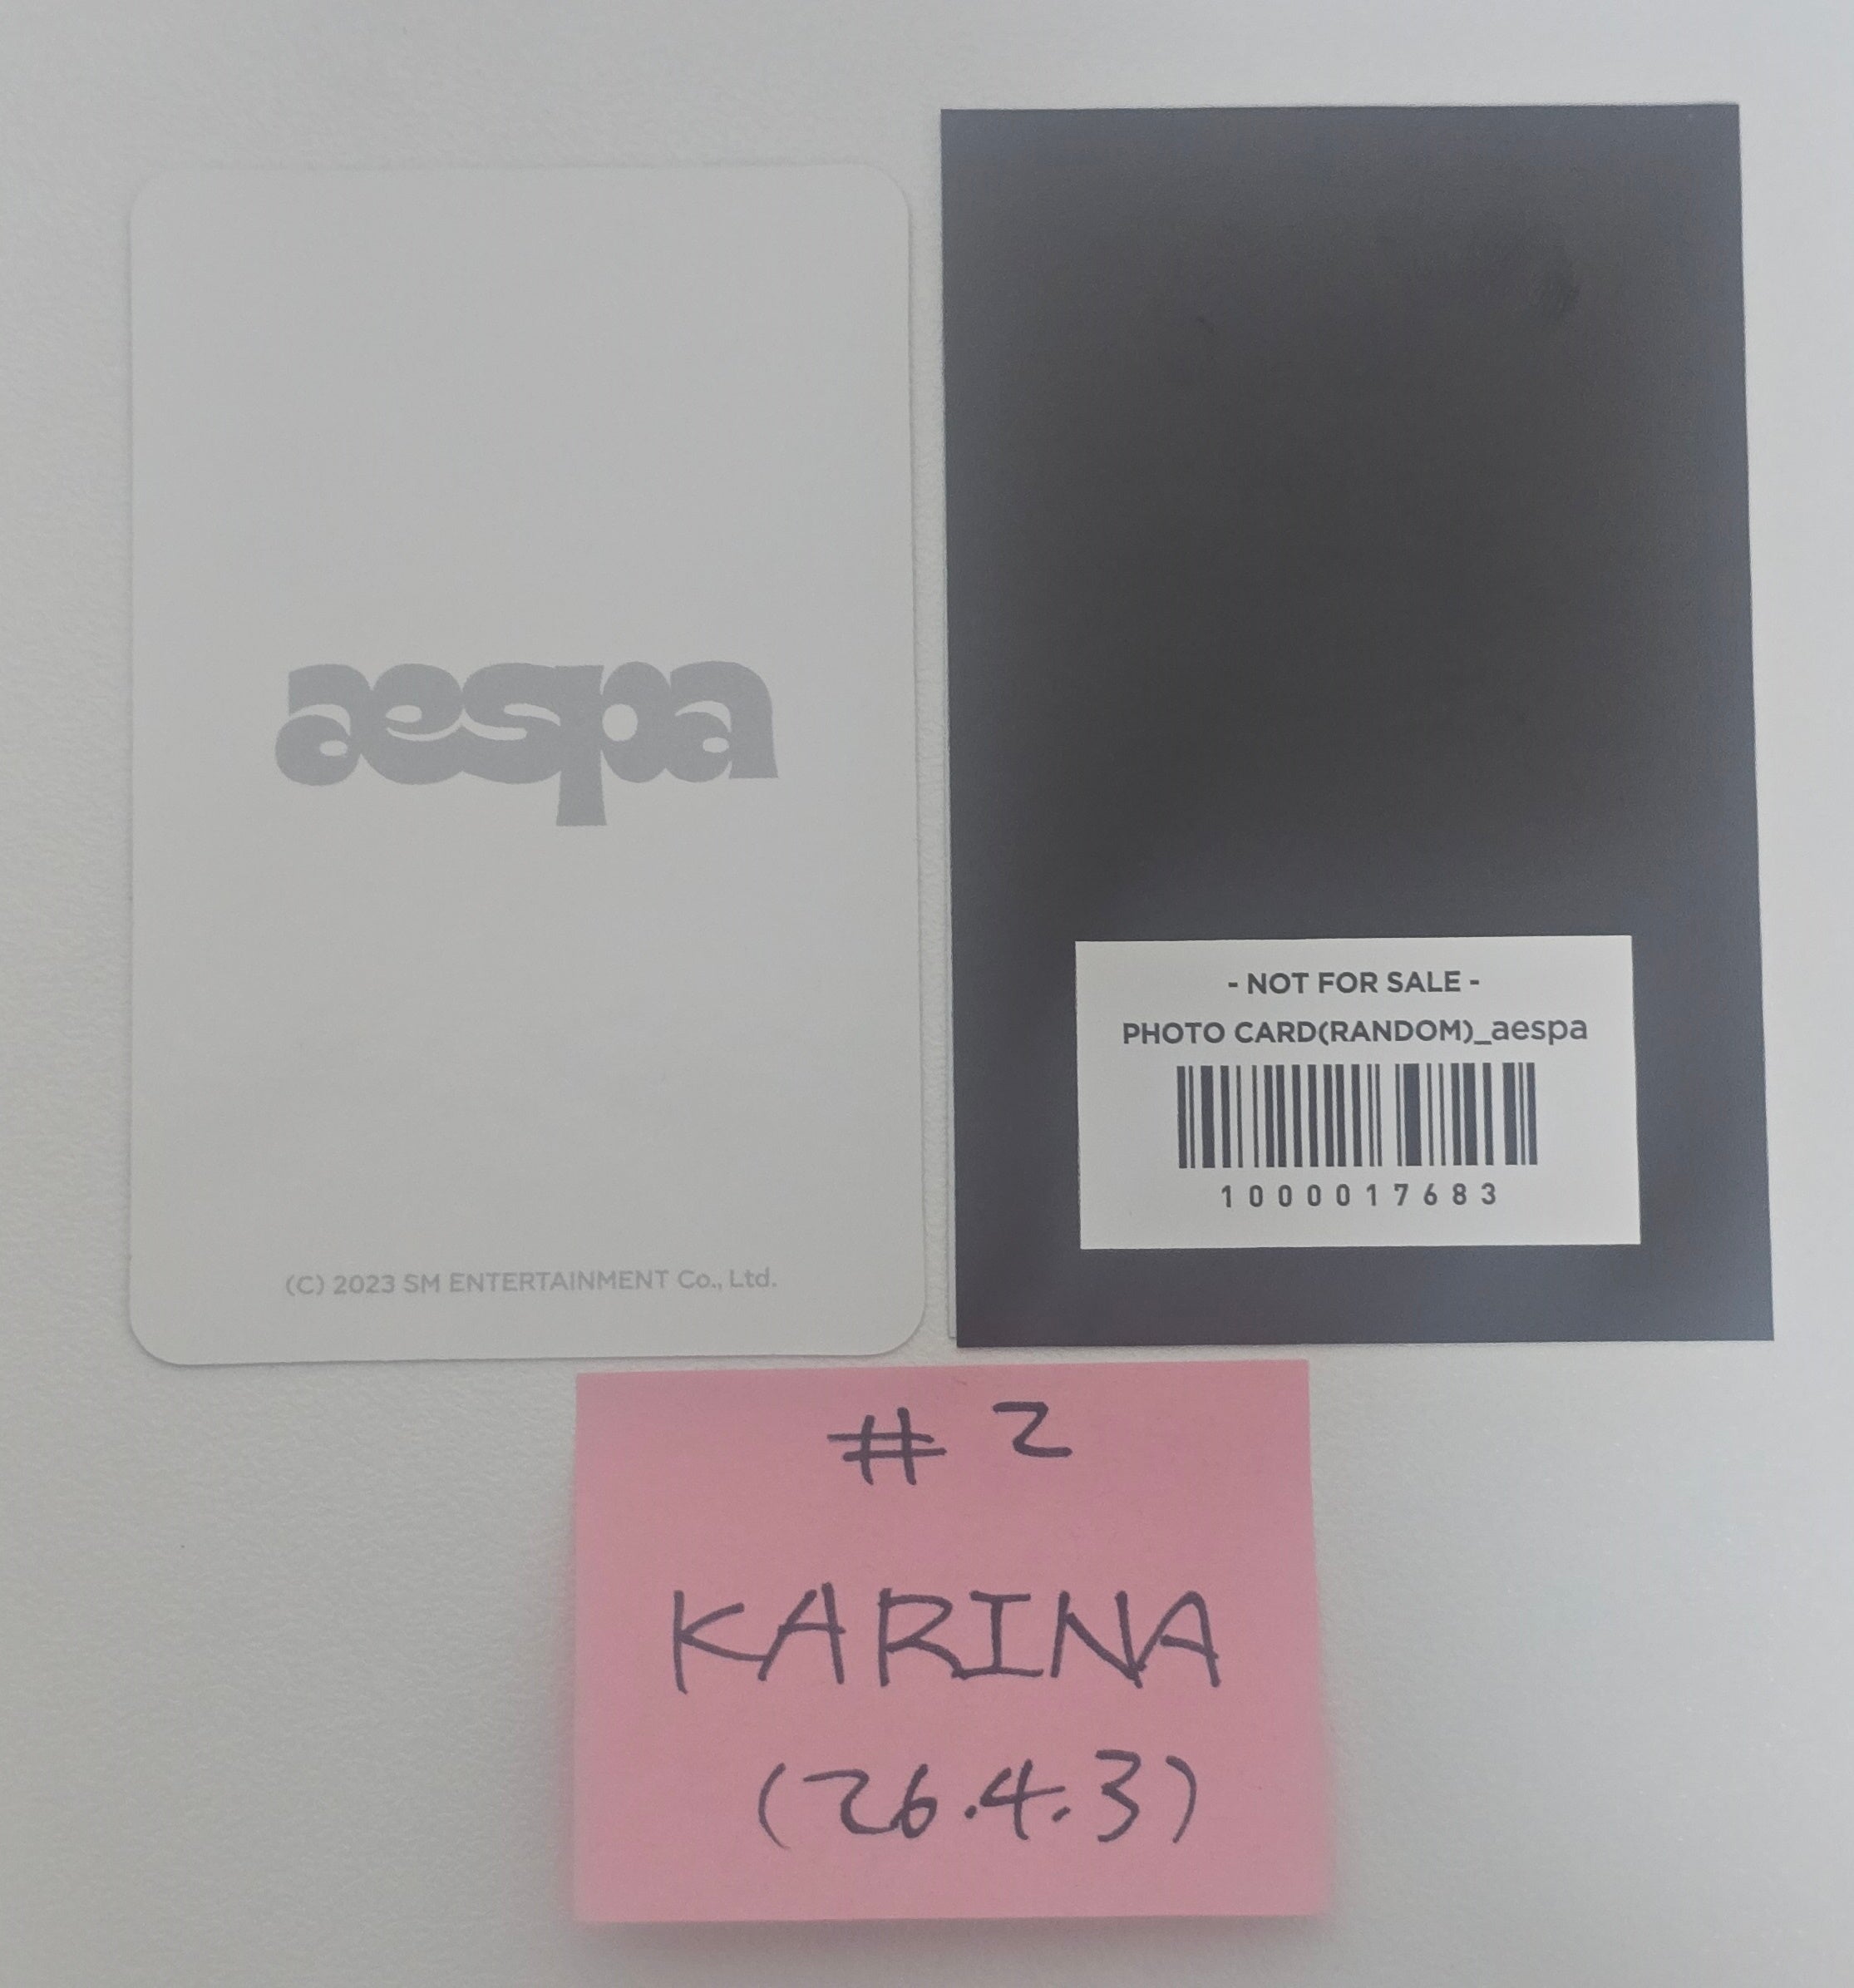 aespa
(C) 2023 SM ENTERTAINMENT Co., Ltd.
- NOT FOR SALE -
PHOTO CARD(RANDOM)_aespa
1000017683
# 2
KARINA
(26.4.3)